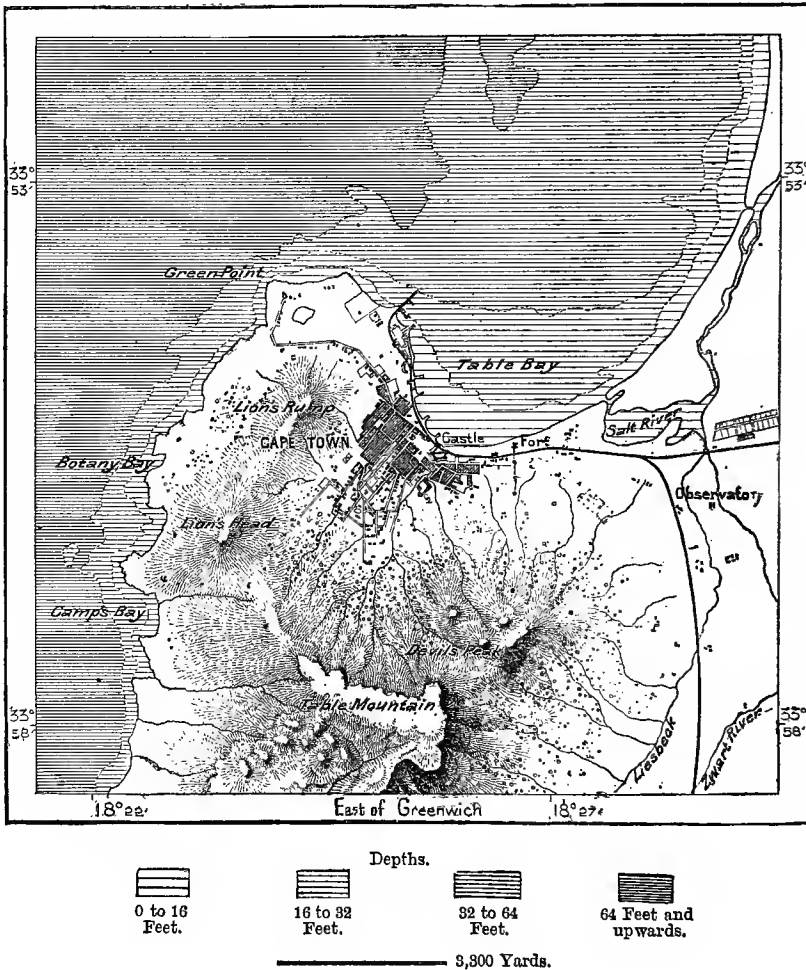 33°
53'
33°
53'
Green Point
Table Bay
Lion's Rump
CAPE TOWN
Castle
Fort
Salt River
Botany Bay
Observatory
Lion's Head
Camps Bay
Devils Peak
Table Mountain
33°
58'
33°
58'
Liesbeek
Zwart River
18° 22'
East of Greenwich
18° 27'
Depths.
0 to 16
Feet.
16 to 32
Feet.
32 to 64
Feet.
64 Feet and
upwards.
3,300 Yards.